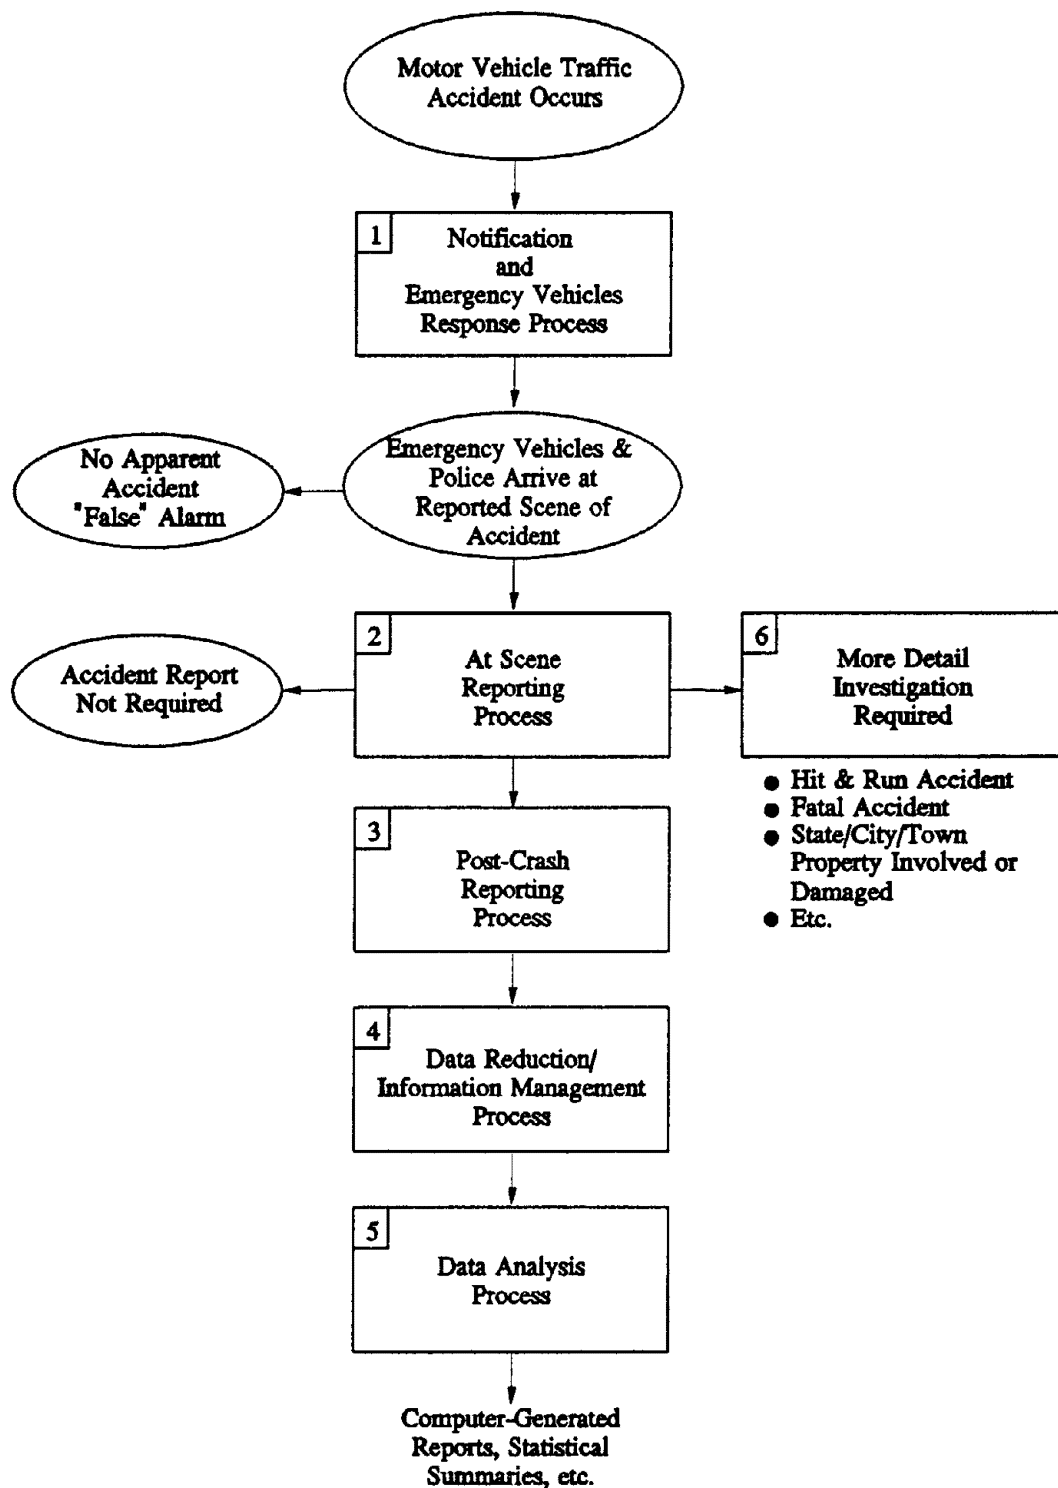 Motor Vehicle Traffic
Accident Occurs
1
Notification
and
Emergency Vehicles
Response Process
Emergency Vehicles &
Police Arrive at
Reported Scene of
Accident
No Apparent
Accident
"False" Alarm
2
At Scene
Reporting
Process
Accident Report
Not Required
6
More Detail
Investigation
Required
● Hit & Run Accident
● Fatal Accident
● State/City/Town
Property Involved or
Damaged
● Etc.
3
Post-Crash
Reporting
Process
4
Data Reduction/
Information Management
Process
5
Data Analysis
Process
Computer-Generated
Reports, Statistical
Summaries, etc.